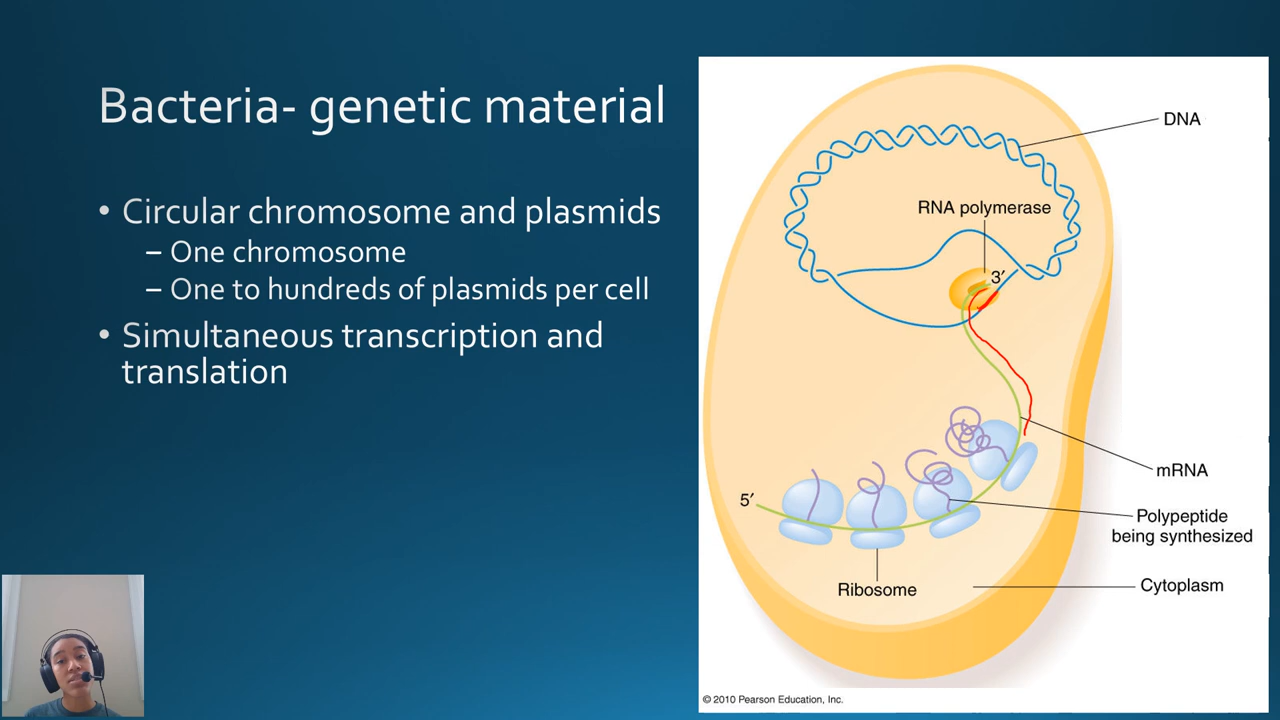 Bacteria- genetic material
• Circular chromosome and plasmids
– One chromosome
– One to hundreds of plasmids per cell
• Simultaneous transcription and
translation
DNA
RNA polymerase
3′
mRNA
5′
Polypeptide
being synthesized
Ribosome
Cytoplasm
© 2010 Pearson Education, Inc.